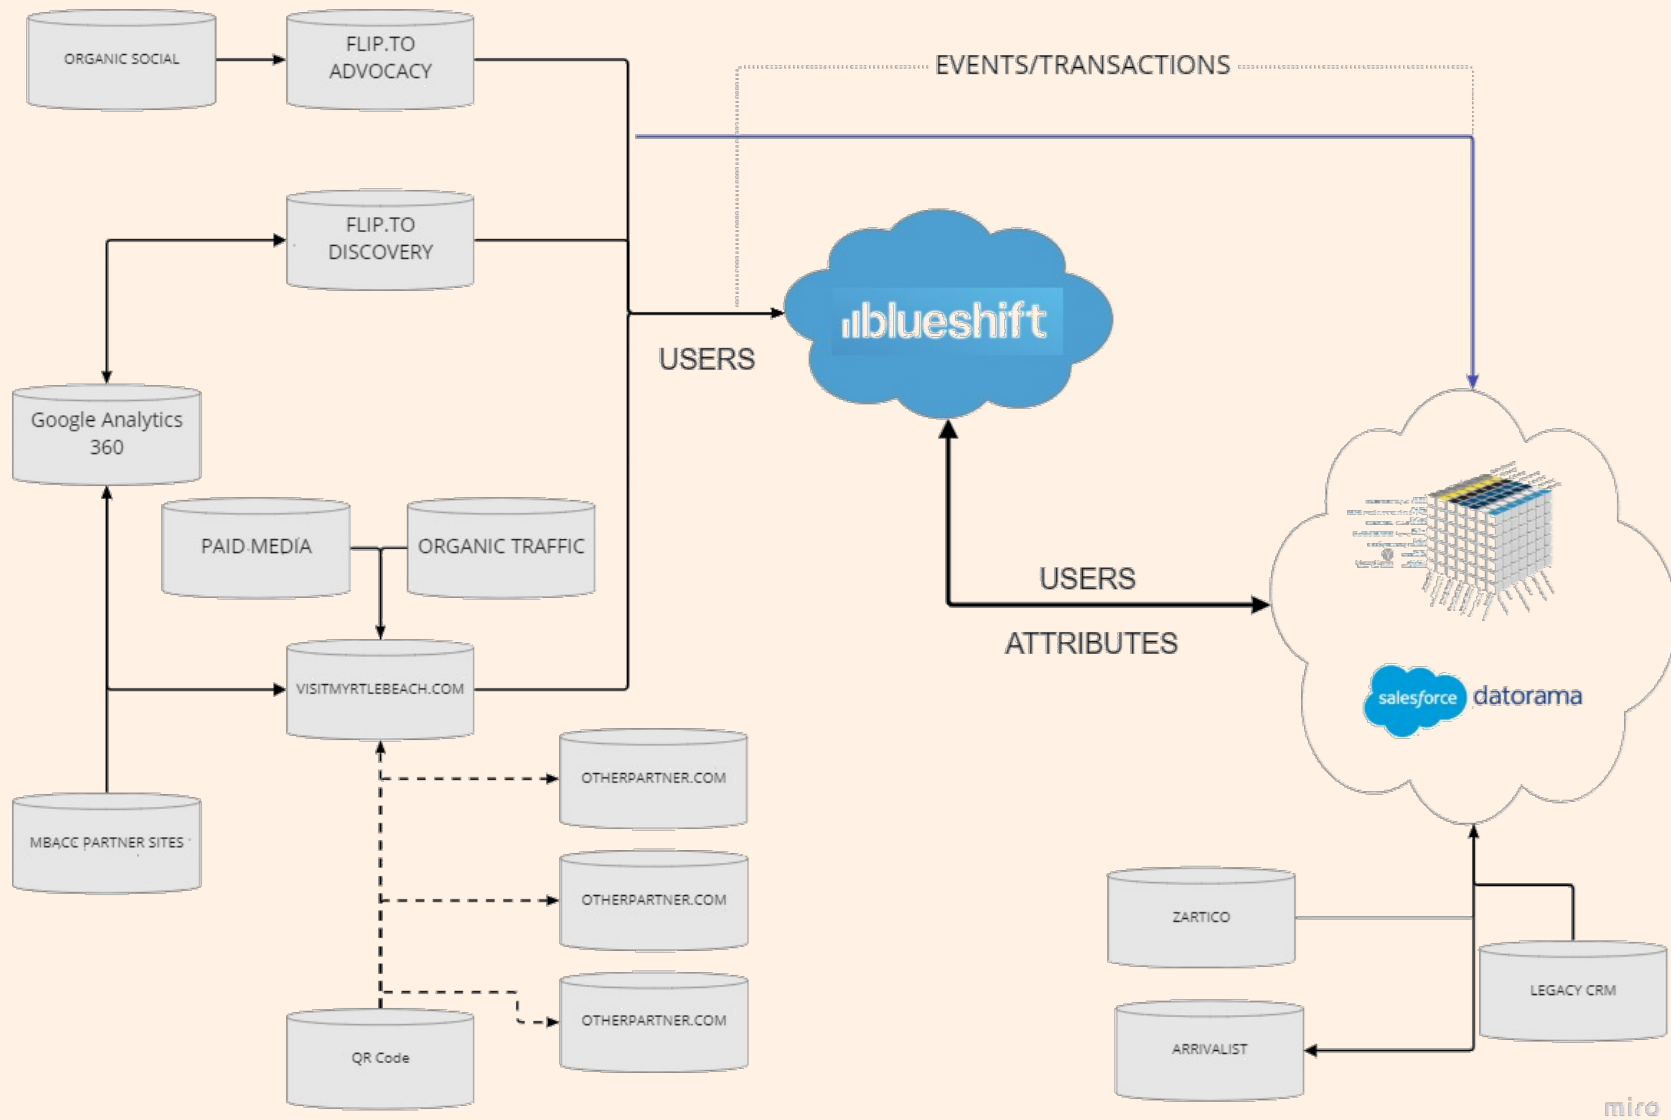 ORGANIC SOCIAL
FLIP.TO
ADVOCACY
EVENTS/TRANSACTIONS
FLIP.TO
DISCOVERY
blueshift
USERS
Google Analytics
360
PAID MEDIA
ORGANIC TRAFFIC
USERS
ATTRIBUTES
VISITMYRTLEBEACH.COM
salesforce
datorama
OTHERPARTNER.COM
MBACC PARTNER SITES
OTHERPARTNER.COM
ZARTICO
LEGACY CRM
OTHERPARTNER.COM
QR Code
ARRIVALIST
miro